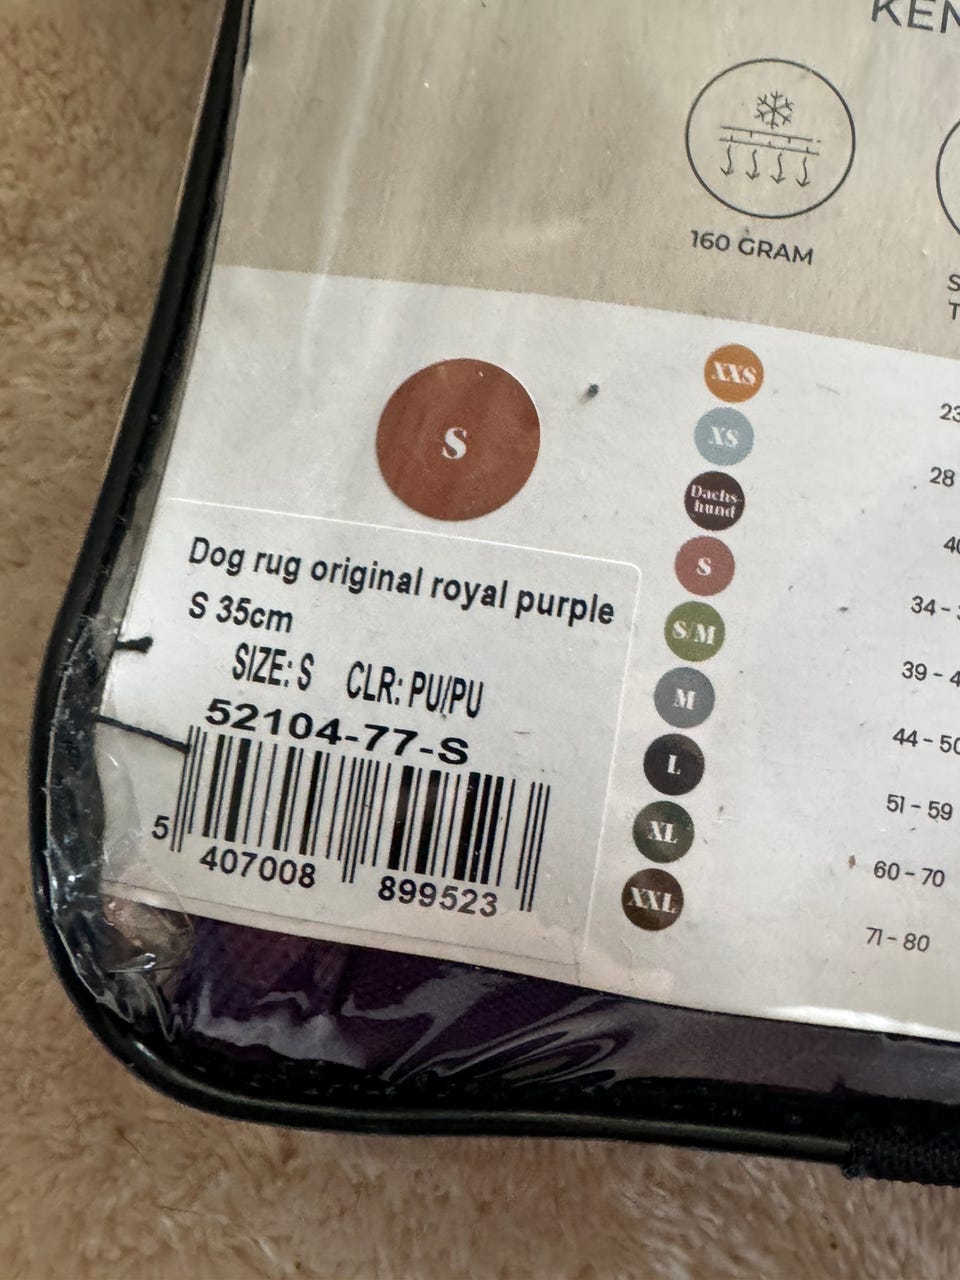 KEN
160 GRAM
S
XXS
XS 28
Dachs-
hund
S 34 -
S/M 39 - 4
M 44 - 50
L 51 - 59
XL 60 - 70
XXL 71 - 80
Dog rug original royal purple
S 35cm
SIZE: S CLR: PU/PU
52104-77-S
5 407008 899523